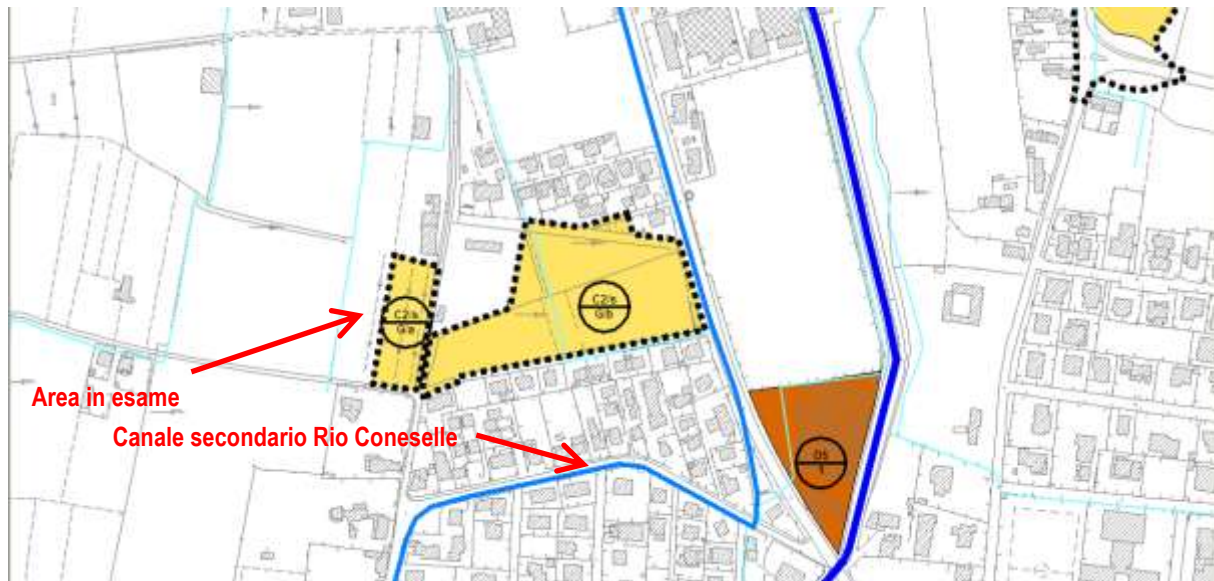 C2/s
G/b
C2/s
G/a
Area in esame
Canale secondario Rio Coneselle
D5
1